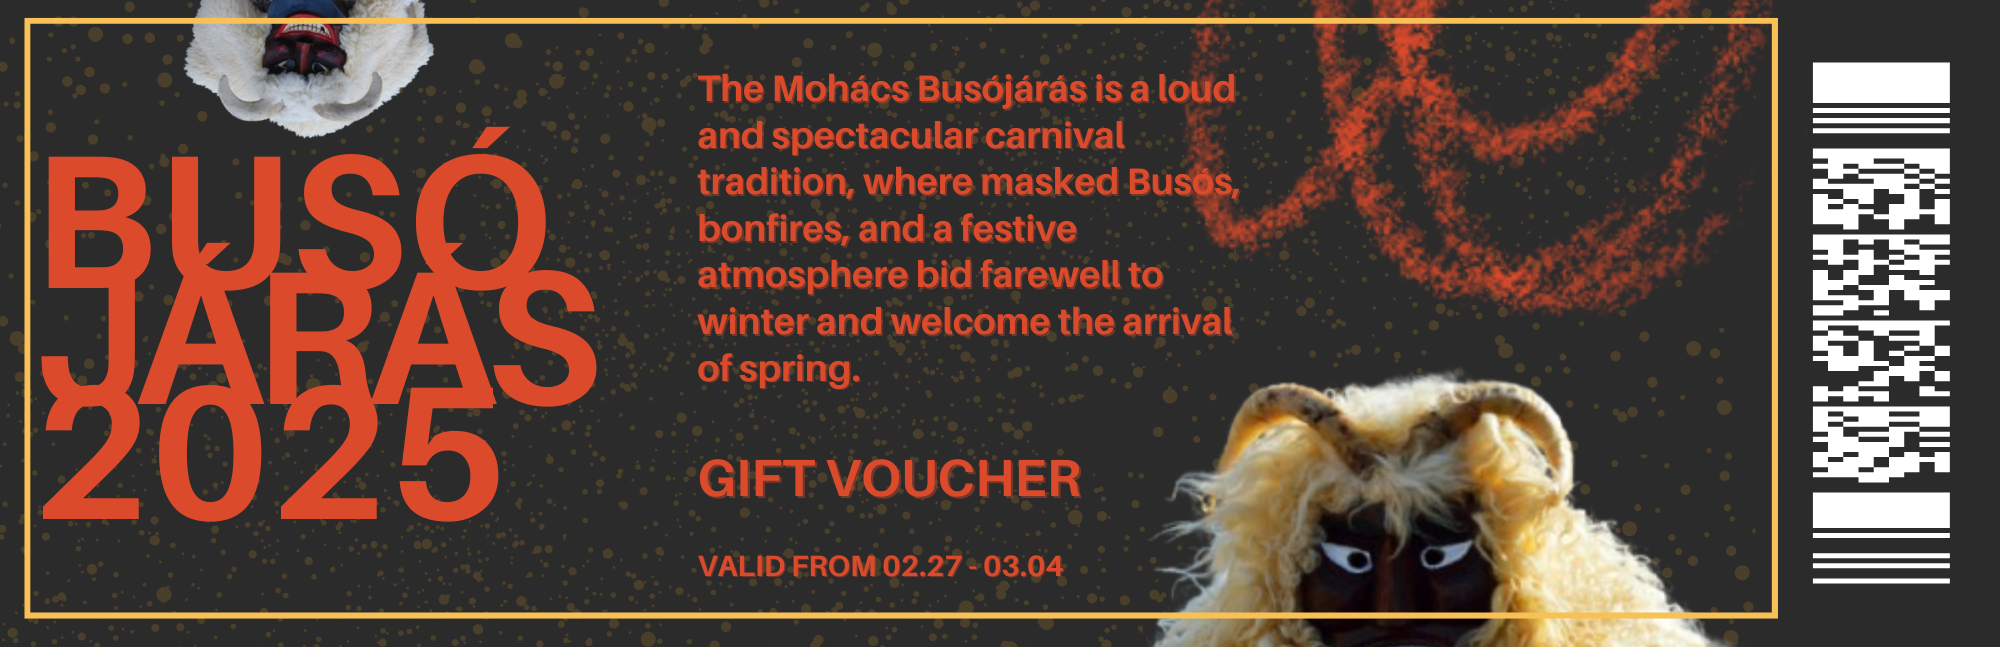 BUSÓ
JÁRÁS
2025
The Mohács Busójárás is a loud
and spectacular carnival
tradition, where masked Busós,
bonfires, and a festive
atmosphere bid farewell to
winter and welcome the arrival
of spring.
GIFT VOUCHER
VALID FROM 02.27 - 03.04